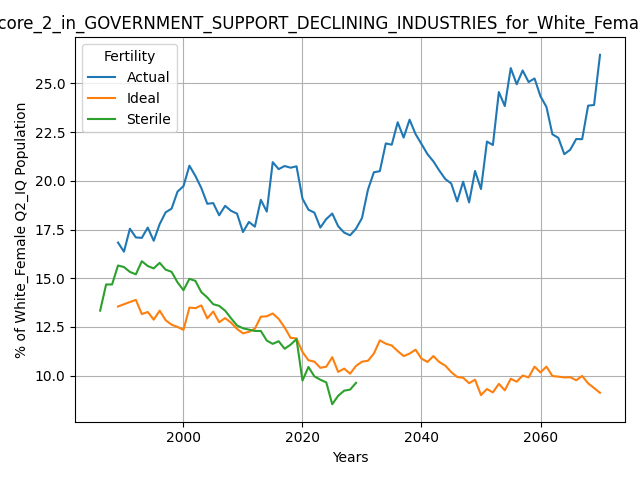 core_2_in_GOVERNMENT_SUPPORT_DECLINING_INDUSTRIES_for_White_Fema
Fertility
Actual
Ideal
Sterile
% of White_Female Q2_IQ Population
25.0
22.5
20.0
17.5
15.0
12.5
10.0
2000
2020
2040
2060
Years